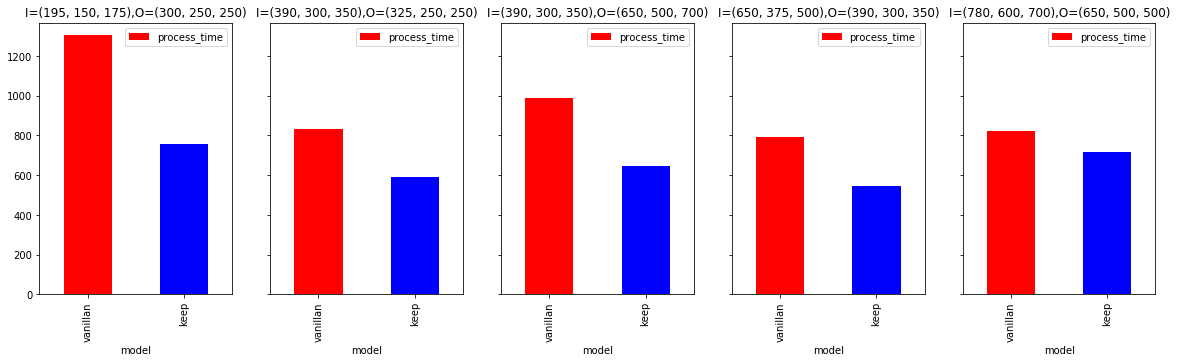 I=(195, 150, 175),O=(300, 250, 250)
process_time
1200
1000
800
600
400
200
0
vanillan
keep
model
I=(390, 300, 350),O=(325, 250, 250)
process_time
vanillan
keep
model
I=(390, 300, 350),O=(650, 500, 700)
process_time
vanillan
keep
model
I=(650, 375, 500),O=(390, 300, 350)
process_time
vanillan
keep
model
I=(780, 600, 700),O=(650, 500, 500)
process_time
vanillan
keep
model